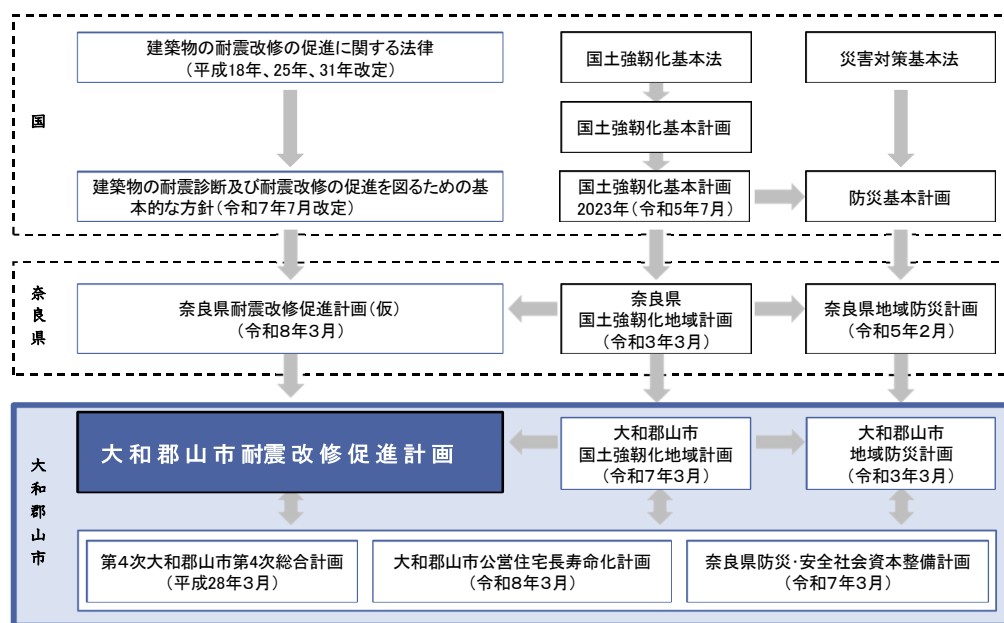 国
建築物の耐震改修の促進に関する法律
(平成18年、25年、31年改定)
国土強靭化基本法
災害対策基本法
国土強靭化基本計画
建築物の耐震診断及び耐震改修の促進を図るための基
本的な方針(令和7年7月改定)
国土強靭化基本計画
2023年(令和5年7月)
防災基本計画
奈良県
奈良県耐震改修促進計画(仮)
(令和8年3月)
奈良県
国土強靭化地域計画
(令和3年3月)
奈良県地域防災計画
(令和5年2月)
大和郡山市
大和郡山市耐震改修促進計画
大和郡山市
国土強靭化地域計画
(令和7年3月)
大和郡山市
地域防災計画
(令和3年3月)
第4次大和郡山市第4次総合計画
(平成28年3月)
大和郡山市公営住宅長寿命化計画
(令和8年3月)
奈良県防災・安全社会資本整備計画
(令和7年3月)